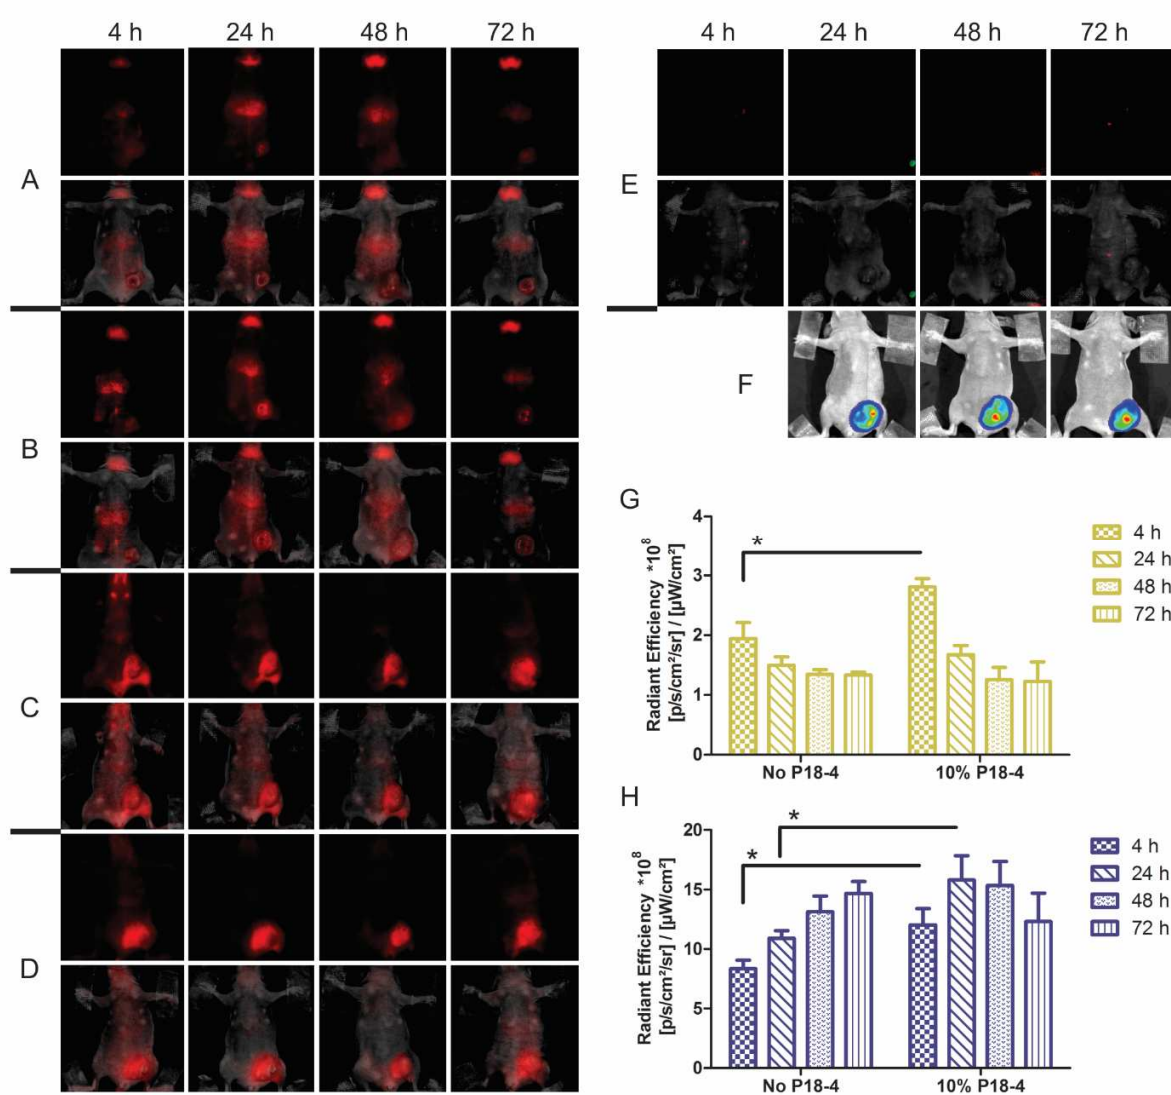 4 h 24 h 48 h 72 h
A
B
C
D
4 h 24 h 48 h 72 h
E
F
G
Radiant Efficiency *10⁸
[p/s/cm²/sr] / [µW/cm²]
4
3
2
1
0
*
No P18-4 10% P18-4
4 h
24 h
48 h
72 h
H
Radiant Efficiency *10⁸
[p/s/cm²/sr] / [µW/cm²]
20
15
10
5
0
*
*
No P18-4 10% P18-4
4 h
24 h
48 h
72 h